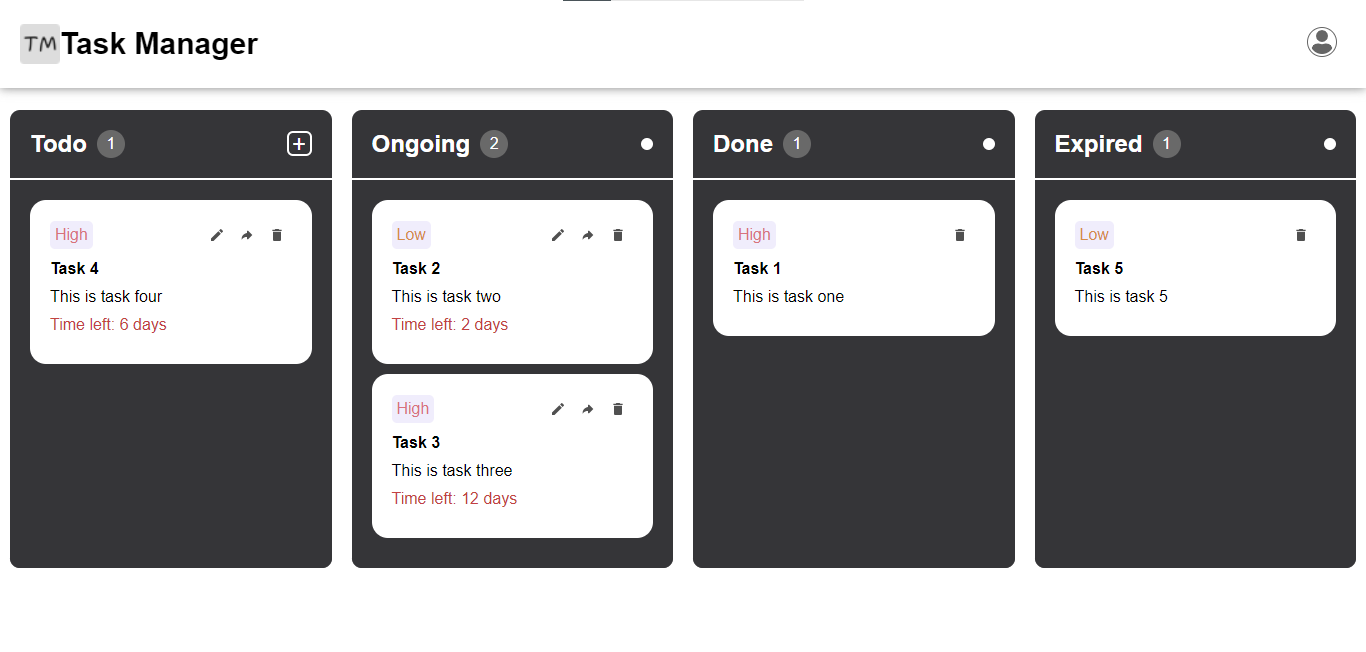 TM Task Manager
Todo 1
High
Task 4
This is task four
Time left: 6 days
Ongoing 2
Low
Task 2
This is task two
Time left: 2 days
High
Task 3
This is task three
Time left: 12 days
Done 1
High
Task 1
This is task one
Expired 1
Low
Task 5
This is task 5